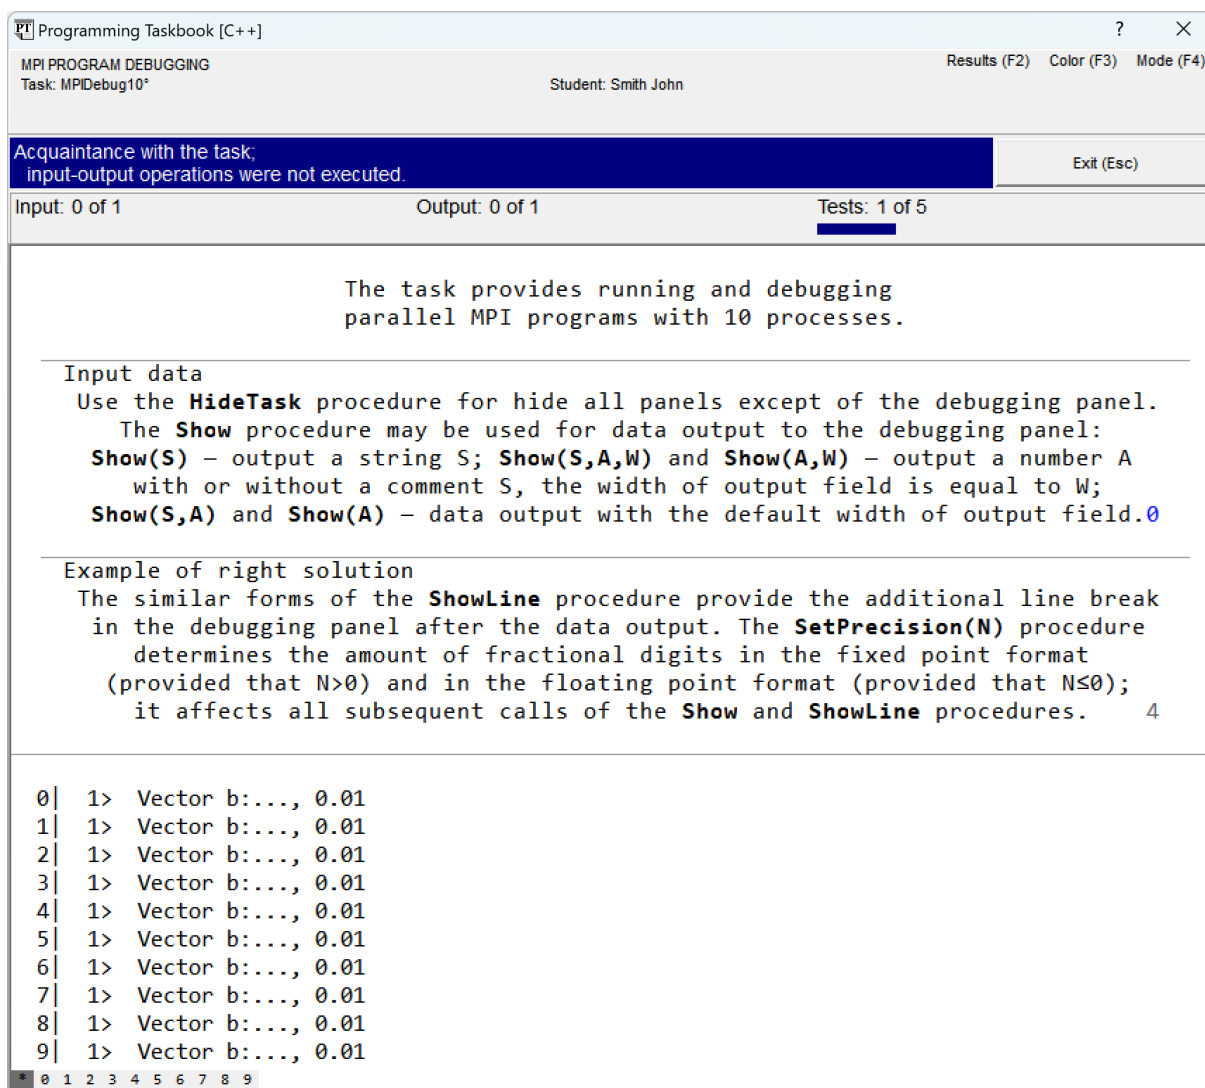 PT Programming Taskbook [C++] ? ×
MPI PROGRAM DEBUGGING Results (F2) Color (F3) Mode (F4)
Task: MPIDebug10° Student: Smith John
Acquaintance with the task;
input-output operations were not executed.
Exit (Esc)
Input: 0 of 1 Output: 0 of 1 Tests: 1 of 5
The task provides running and debugging
parallel MPI programs with 10 processes.
Input data
Use the HideTask procedure for hide all panels except of the debugging panel.
The Show procedure may be used for data output to the debugging panel:
Show(S) – output a string S; Show(S,A,W) and Show(A,W) – output a number A
with or without a comment S, the width of output field is equal to W;
Show(S,A) and Show(A) – data output with the default width of output field.0
Example of right solution
The similar forms of the ShowLine procedure provide the additional line break
in the debugging panel after the data output. The SetPrecision(N) procedure
determines the amount of fractional digits in the fixed point format
(provided that N>0) and in the floating point format (provided that N≤0);
it affects all subsequent calls of the Show and ShowLine procedures. 4
0| 1> Vector b:..., 0.01
1| 1> Vector b:..., 0.01
2| 1> Vector b:..., 0.01
3| 1> Vector b:..., 0.01
4| 1> Vector b:..., 0.01
5| 1> Vector b:..., 0.01
6| 1> Vector b:..., 0.01
7| 1> Vector b:..., 0.01
8| 1> Vector b:..., 0.01
9| 1> Vector b:..., 0.01
* 0 1 2 3 4 5 6 7 8 9